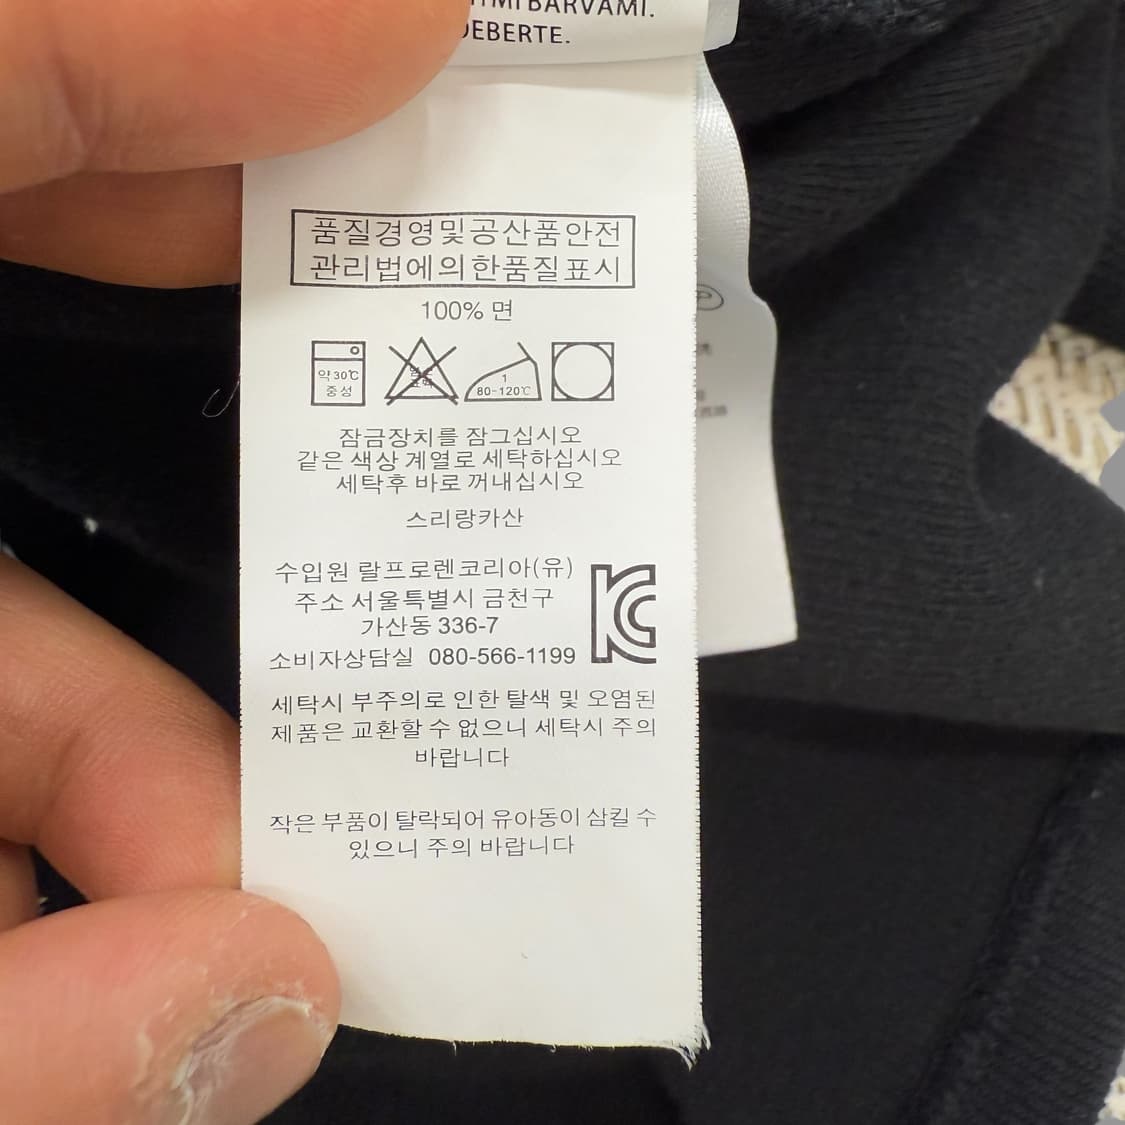 BARVAMI.
DEBERTE.
품질경영및공산품안전
관리법에의한품질표시
100% 면
약30℃
중성
1
80~120℃
잠금장치를 잠그십시오
같은 색상 계열로 세탁하십시오
세탁후 바로 꺼내십시오
스리랑카산
수입원 랄프로렌코리아(유)
주소 서울특별시 금천구
가산동 336-7
소비자상담실 080-566-1199
세탁시 부주의로 인한 탈색 및 오염된
제품은 교환할 수 없으니 세탁시 주의
바랍니다
작은 부품이 탈락되어 유아동이 삼킬 수
있으니 주의 바랍니다